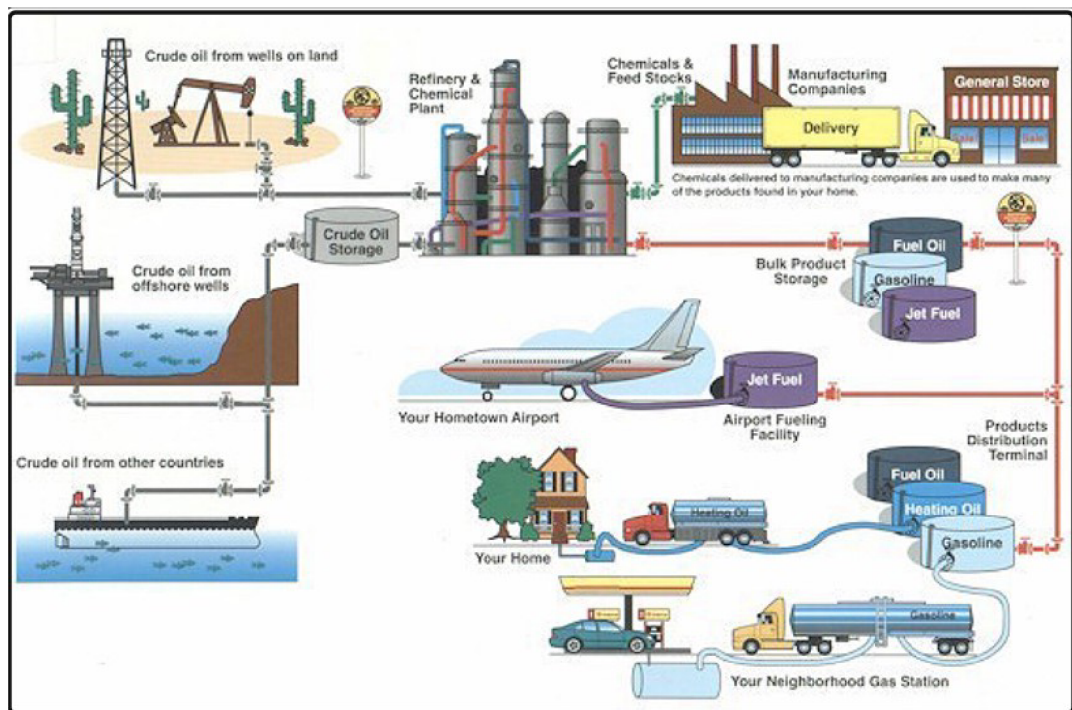 Crude oil from wells on land
Refinery &
Chemical
Plant
Chemicals &
Feed Stocks
Manufacturing
Companies
General Store
Delivery
Sale!
Sale!
Chemicals delivered to manufacturing companies are used to make many
of the products found in your home.
Crude Oil
Storage
Crude oil from
offshore wells
Fuel Oil
Bulk Product
Storage
Gasoline
Jet Fuel
Jet Fuel
Your Hometown Airport
Airport Fueling
Facility
Products
Distribution
Terminal
Crude oil from other countries
Fuel Oil
Heating Oil
Heating Oil
Gasoline
Your Home
Gasoline
Your Neighborhood Gas Station